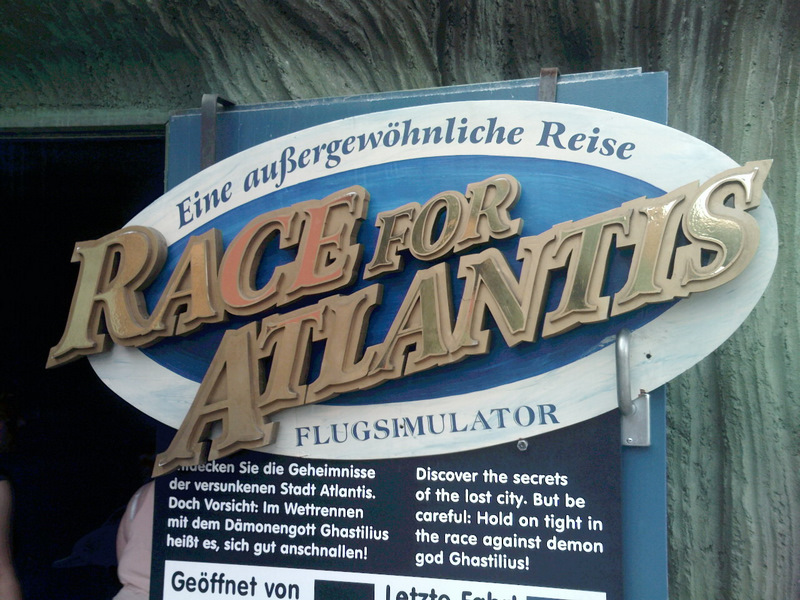 Eine außergewöhnliche Reise
RACE FOR
ATLANTIS
FLUGSIMULATOR
Sie die Geheimnisse
der versunkenen Stadt Atlantis.
Doch Vorsicht: Im Wettrennen
mit dem Dämonengott Ghastilius
heißt es, sich gut anschnallen!
Discover the secrets
of the lost city. But be
careful: Hold on tight in
the race against demon
god Ghastilius!
Geöffnet von
Letzte